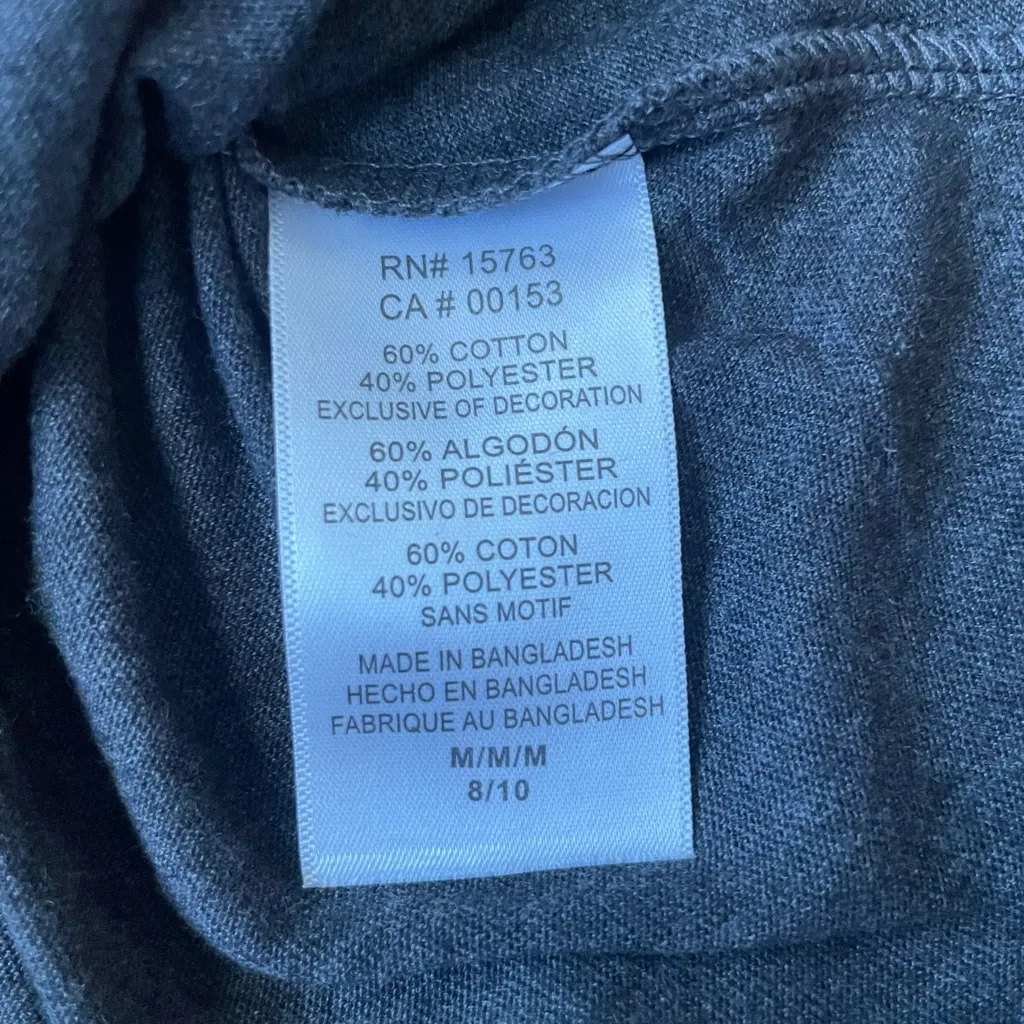 RN# 15763
CA # 00153
60% COTTON
40% POLYESTER
EXCLUSIVE OF DECORATION
60% ALGODÓN
40% POLIÉSTER
EXCLUSIVO DE DECORACION
60% COTON
40% POLYESTER
SANS MOTIF
MADE IN BANGLADESH
HECHO EN BANGLADESH
FABRIQUE AU BANGLADESH
M/M/M
8/10